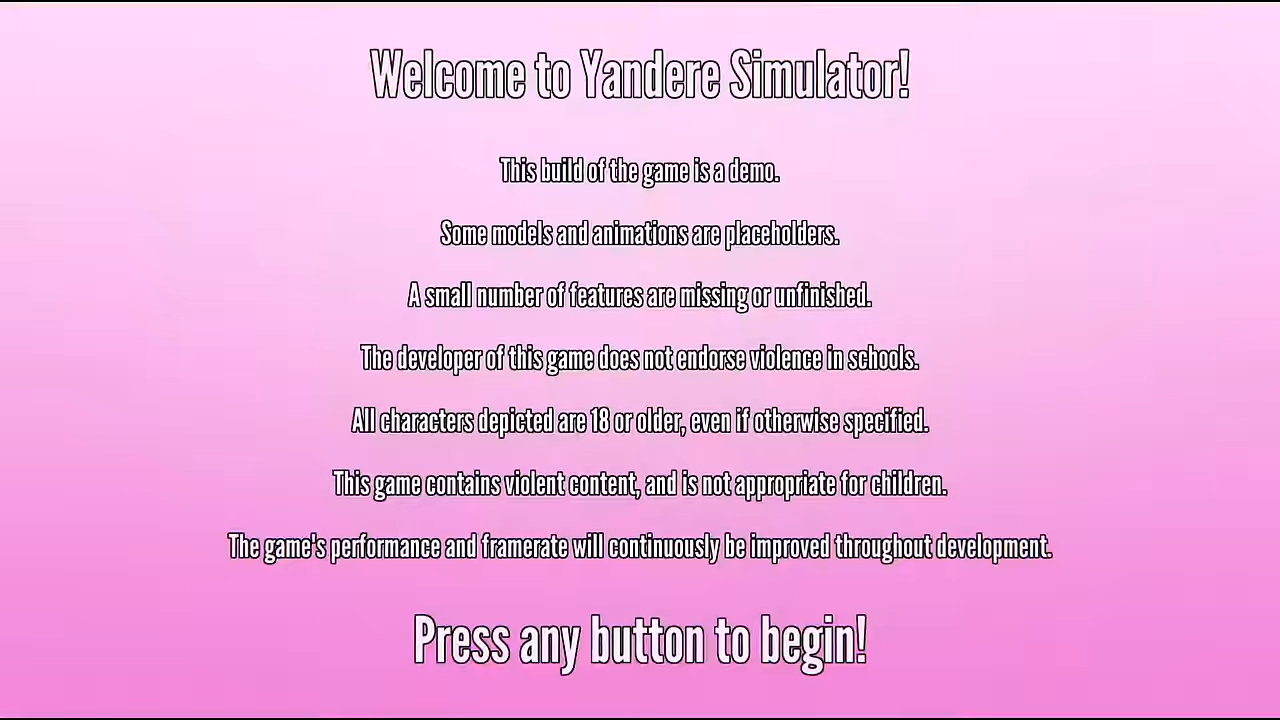 Welcome to Yandere Simulator!
This build of the game is a demo.
Some models and animations are placeholders.
A small number of features are missing or unfinished.
The developer of this game does not endorse violence in schools.
All characters depicted are 18 or older, even if otherwise specified.
This game contains violent content, and is not appropriate for children.
The game's performance and framerate will continuously be improved throughout development.
Press any button to begin!